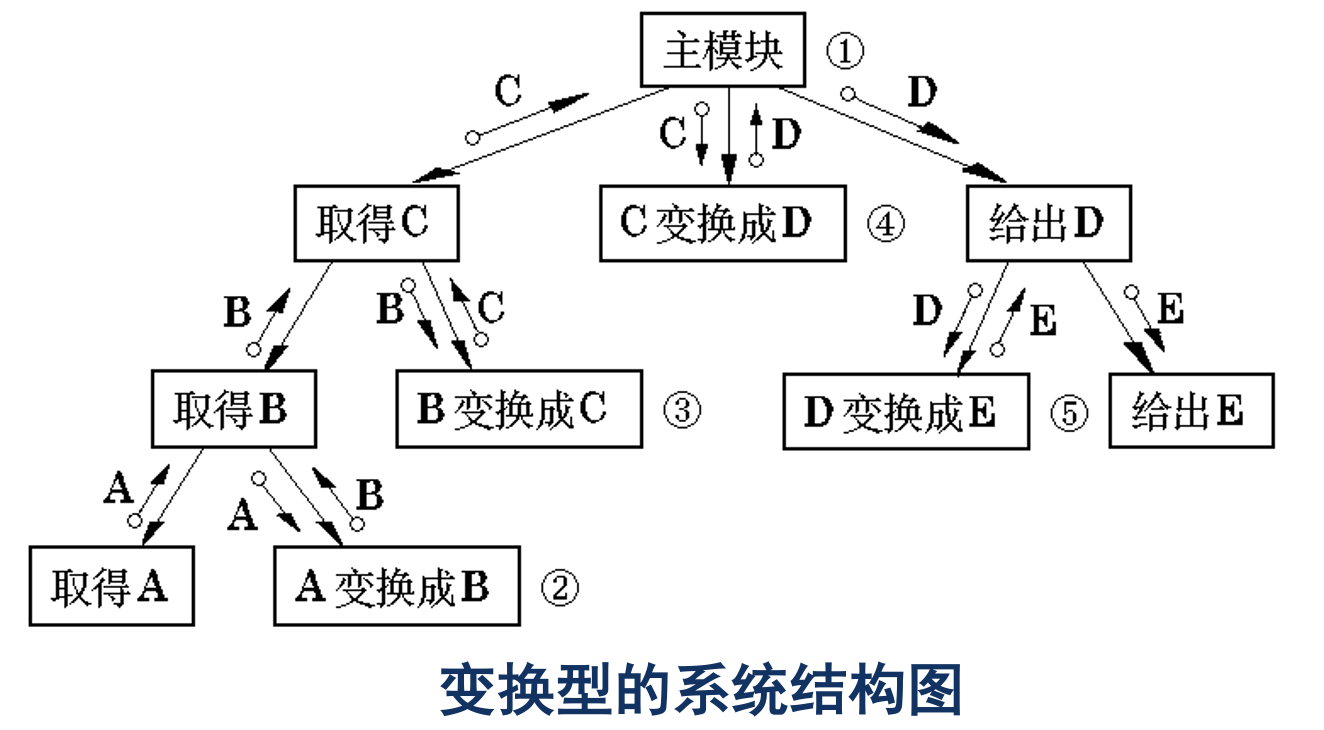 主模块 ①
C D
C D
取得C C变换成D ④ 给出D
B B C D E E
取得B B变换成C ③ D变换成E ⑤ 给出E
A A B
取得A A变换成B ②
变换型的系统结构图